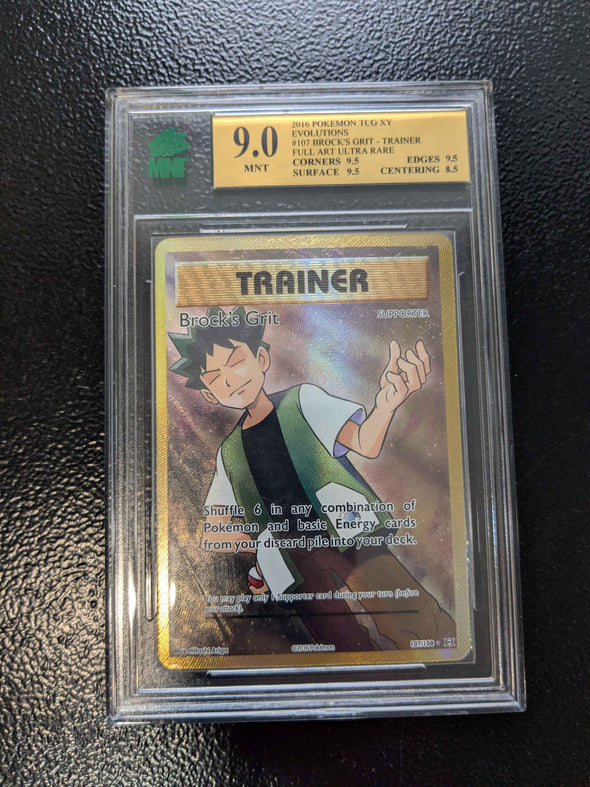 MNT
9.0
MNT
2016 POKEMON TCG XY
EVOLUTIONS
#107 BROCK'S GRIT - TRAINER
FULL ART ULTRA RARE
CORNERS 9.5 EDGES 9.5
SURFACE 9.5 CENTERING 8.5
TRAINER
Brock's Grit SUPPORTER
Shuffle 6 in any combination of
Pokémon and basic Energy cards
from your discard pile into your deck.
You may play only 1 Supporter card during your turn (before
your attack).
©2016 Pokémon
107/108